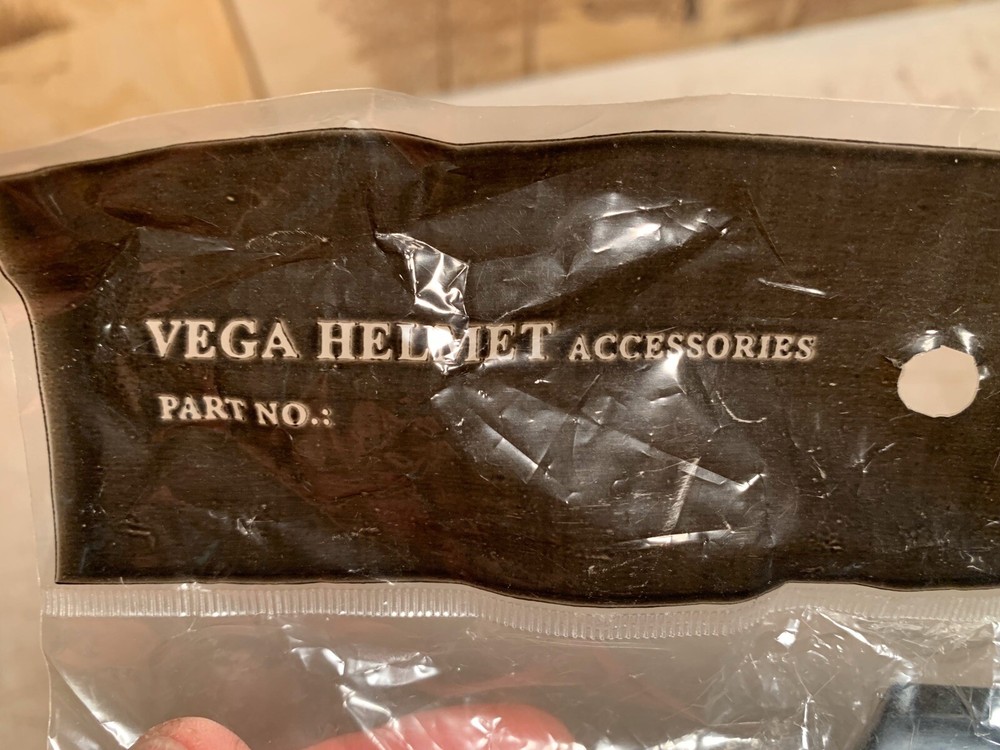 VEGA HELMET ACCESSORIES
PART NO.: